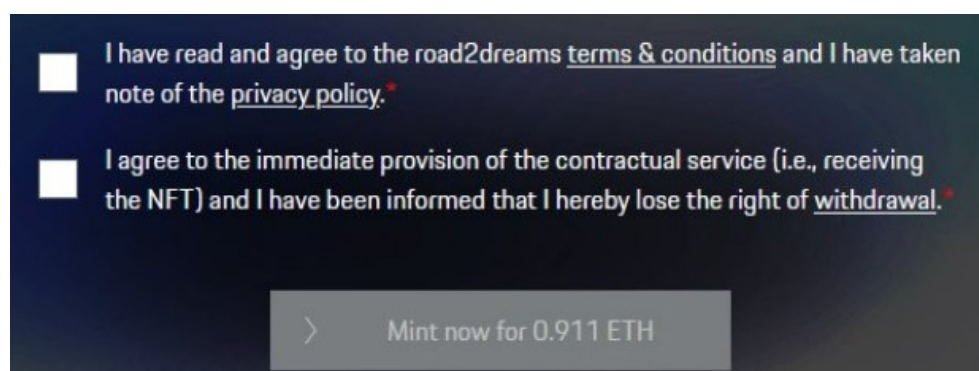 I have read and agree to the road2dreams terms & conditions and I have taken
note of the privacy policy.*
I agree to the immediate provision of the contractual service (i.e., receiving
the NFT) and I have been informed that I hereby lose the right of withdrawal.*
Mint now for 0.911 ETH